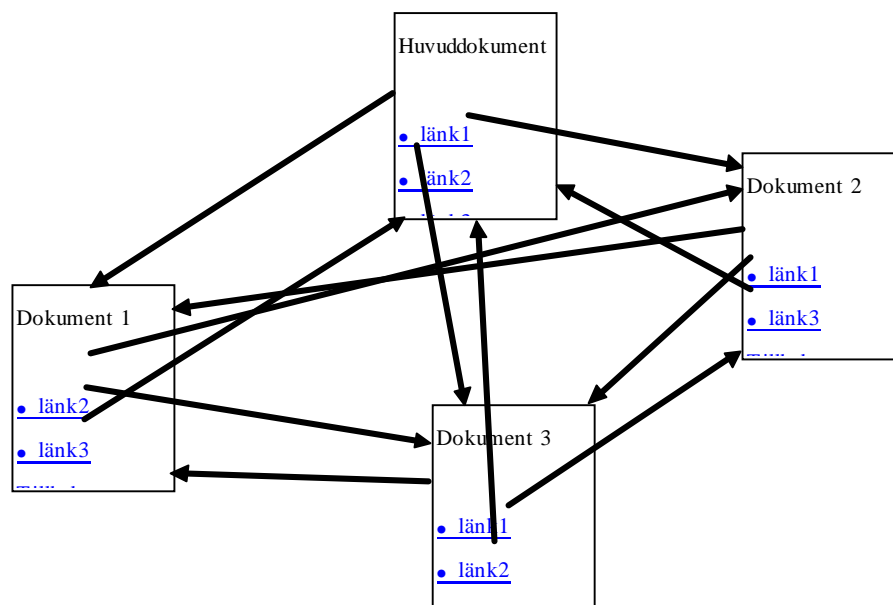 Huvuddokument
• länk1
• länk2
Dokument 2
• länk1
• länk3
Dokument 1
• länk2
• länk3
Dokument 3
• länk1
• länk2